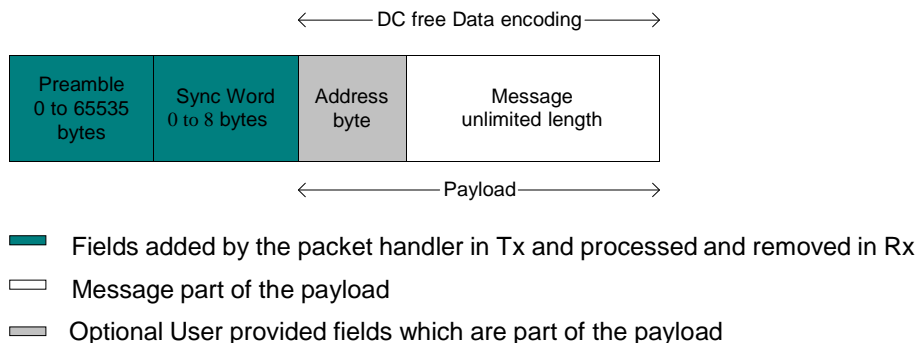 DC free Data encoding
Preamble
0 to 65535
bytes
Sync Word
0 to 8 bytes
Address
byte
Message
unlimited length
Payload
Fields added by the packet handler in Tx and processed and removed in Rx
Message part of the payload
Optional User provided fields which are part of the payload